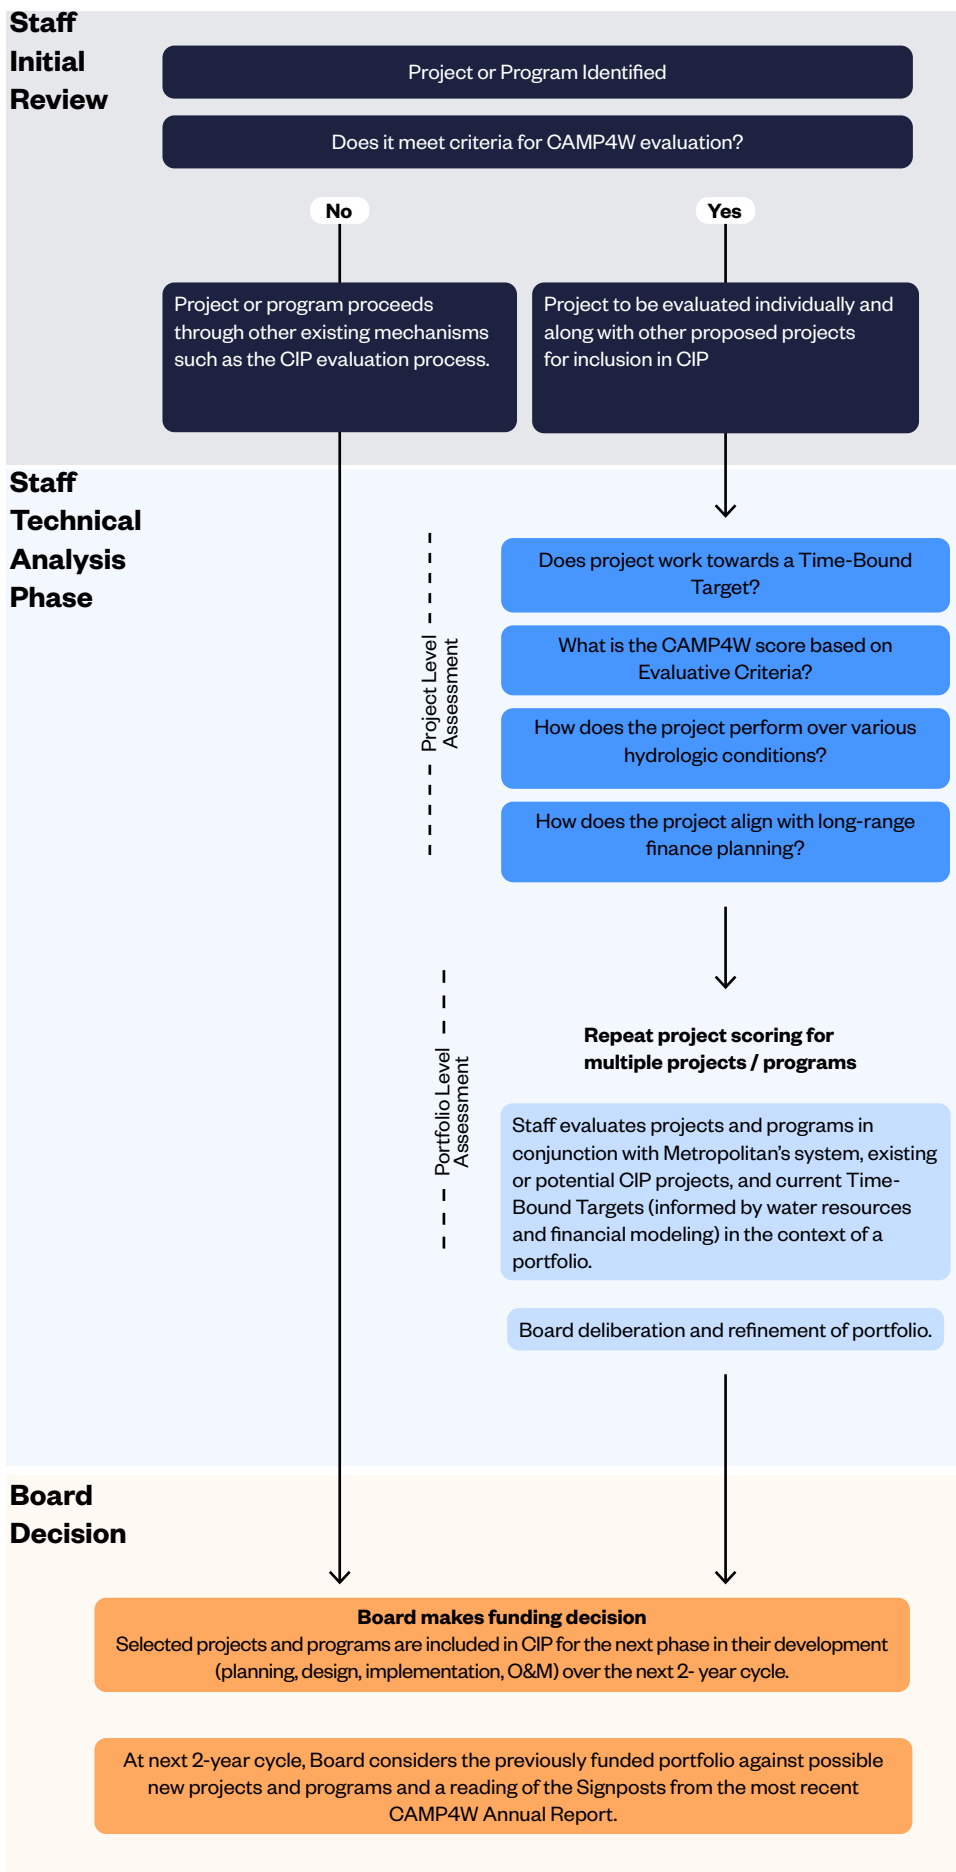 Staff
Initial
Review
Project or Program Identified
Does it meet criteria for CAMP4W evaluation?
No
Yes
Project or program proceeds
through other existing mechanisms
such as the CIP evaluation process.
Project to be evaluated individually and
along with other proposed projects
for inclusion in CIP
Staff
Technical
Analysis
Phase
Project Level
Assessment
Does project work towards a Time-Bound
Target?
What is the CAMP4W score based on
Evaluative Criteria?
How does the project perform over various
hydrologic conditions?
How does the project align with long-range
finance planning?
Portfolio Level
Assessment
Repeat project scoring for
multiple projects / programs
Staff evaluates projects and programs in
conjunction with Metropolitan's system, existing
or potential CIP projects, and current Time-
Bound Targets (informed by water resources
and financial modeling) in the context of a
portfolio.
Board deliberation and refinement of portfolio.
Board
Decision
Board makes funding decision
Selected projects and programs are included in CIP for the next phase in their development
(planning, design, implementation, O&M) over the next 2- year cycle.
At next 2-year cycle, Board considers the previously funded portfolio against possible
new projects and programs and a reading of the Signposts from the most recent
CAMP4W Annual Report.